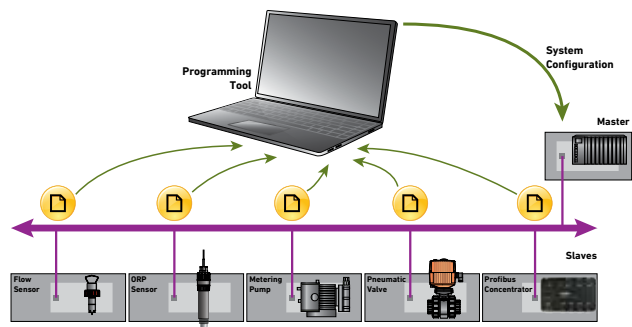 System
Configuration
Programming
Tool
Master
Slaves
Flow
Sensor
ORP
Sensor
Metering
Pump
Pneumatic
Valve
Profibus
Concentrator